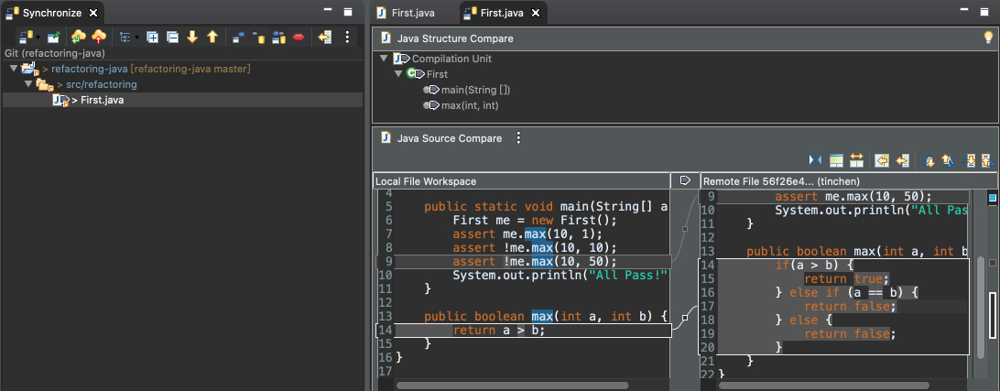 Synchronize
Git (refactoring-java)
> refactoring-java [refactoring-java master]
> src/refactoring
> First.java
First.java
First.java
Java Structure Compare
Compilation Unit
First
main(String [])
max(int, int)
Java Source Compare
Local File Workspace
4
5 public static void main(String[] a
6 First me = new First();
7 assert me.max(10, 1);
8 assert !me.max(10, 10);
9 assert !me.max(10, 50);
10 System.out.println("All Pass!"
11 }
12
13 public boolean max(int a, int b) {
14 return a > b;
15 }
16 }
17
Remote File 56f26e4... (tinchen)
9 assert me.max(10, 50);
10 System.out.println("All Pas
11 }
12
13 public boolean max(int a, int b
14 if(a > b) {
15 return true;
16 } else if (a == b) {
17 return false;
18 } else {
19 return false;
20 }
21 }
22 }